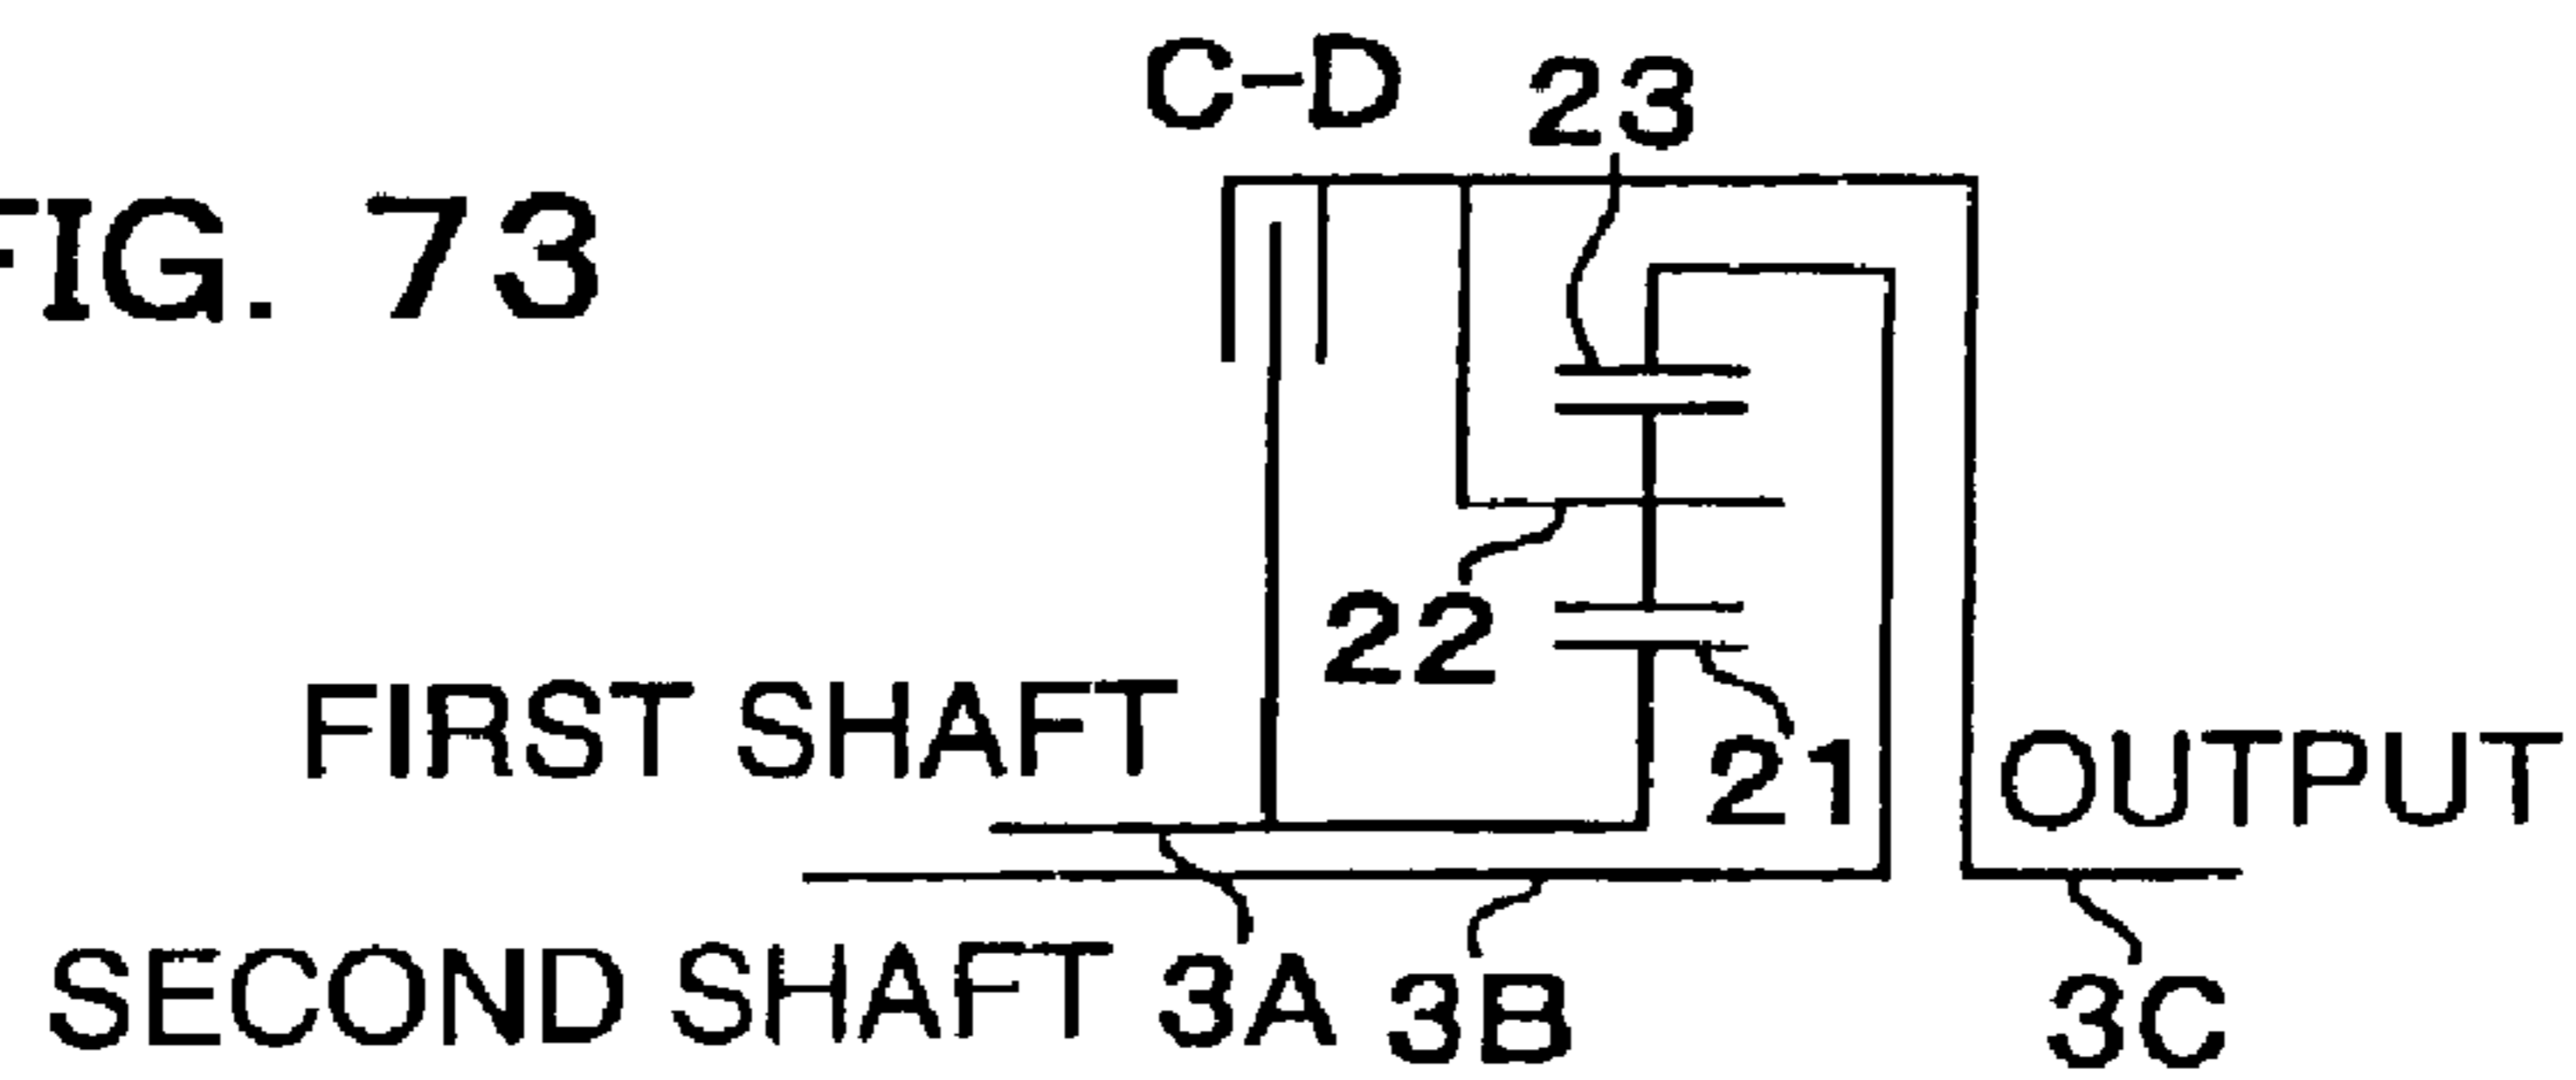 C-D 23
FIG. 73
22
FIRST SHAFT
21 OUTPUT
SECOND SHAFT 3A 3B 3C